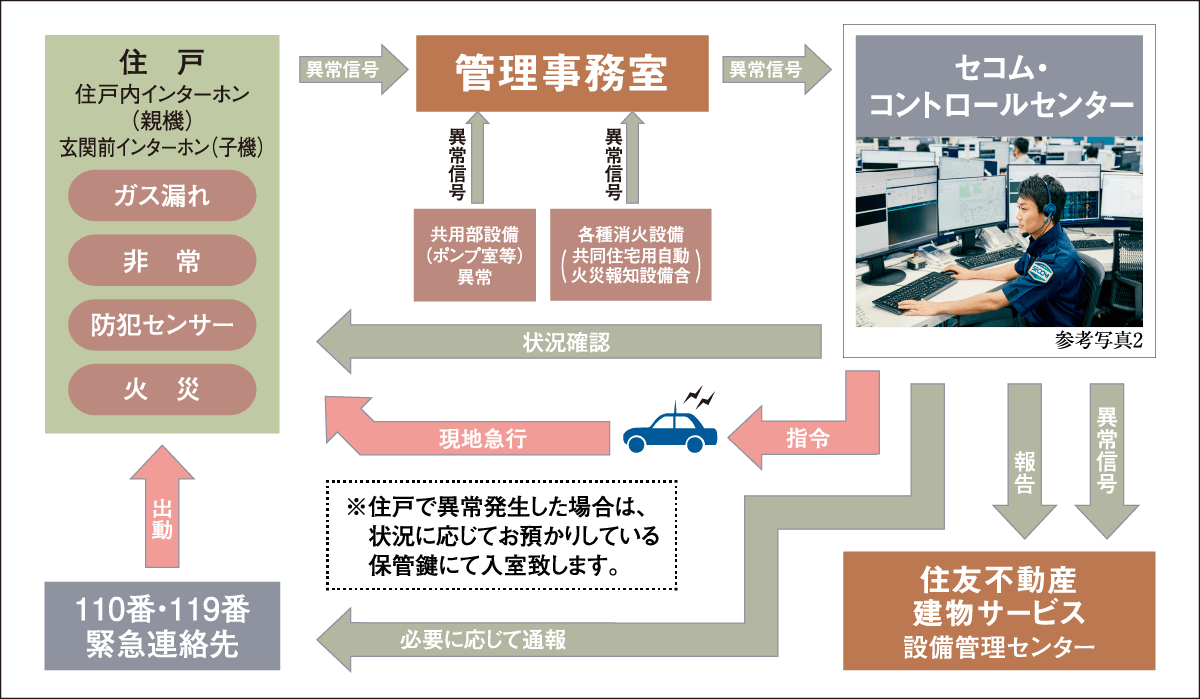 住　戸
住戸内インターホン
（親機）
玄関前インターホン（子機）
ガス漏れ
非　常
防犯センサー
火　災
異常信号
管理事務室
異常信号
セコム・
コントロールセンター
SECOM
参考写真2
異常信号
異常信号
共用部設備
（ポンプ室等）
異常
各種消火設備
（共同住宅用自動
火災報知設備含）
状況確認
現地急行
指令
※住戸で異常発生した場合は、
状況に応じてお預かりしている
保管鍵にて入室致します。
出動
110番・119番
緊急連絡先
必要に応じて通報
報告
異常信号
住友不動産
建物サービス
設備管理センター